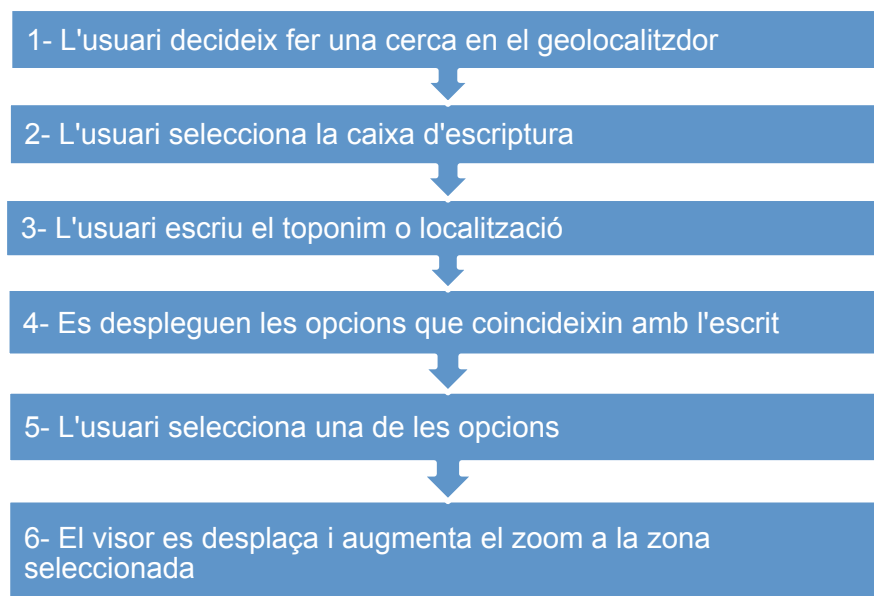 1- L'usuari decideix fer una cerca en el geolocalitzdor
2- L'usuari selecciona la caixa d'escriptura
3- L'usuari escriu el toponim o localització
4- Es despleguen les opcions que coincideixin amb l'escrit
5- L'usuari selecciona una de les opcions
6- El visor es desplaça i augmenta el zoom a la zona
seleccionada